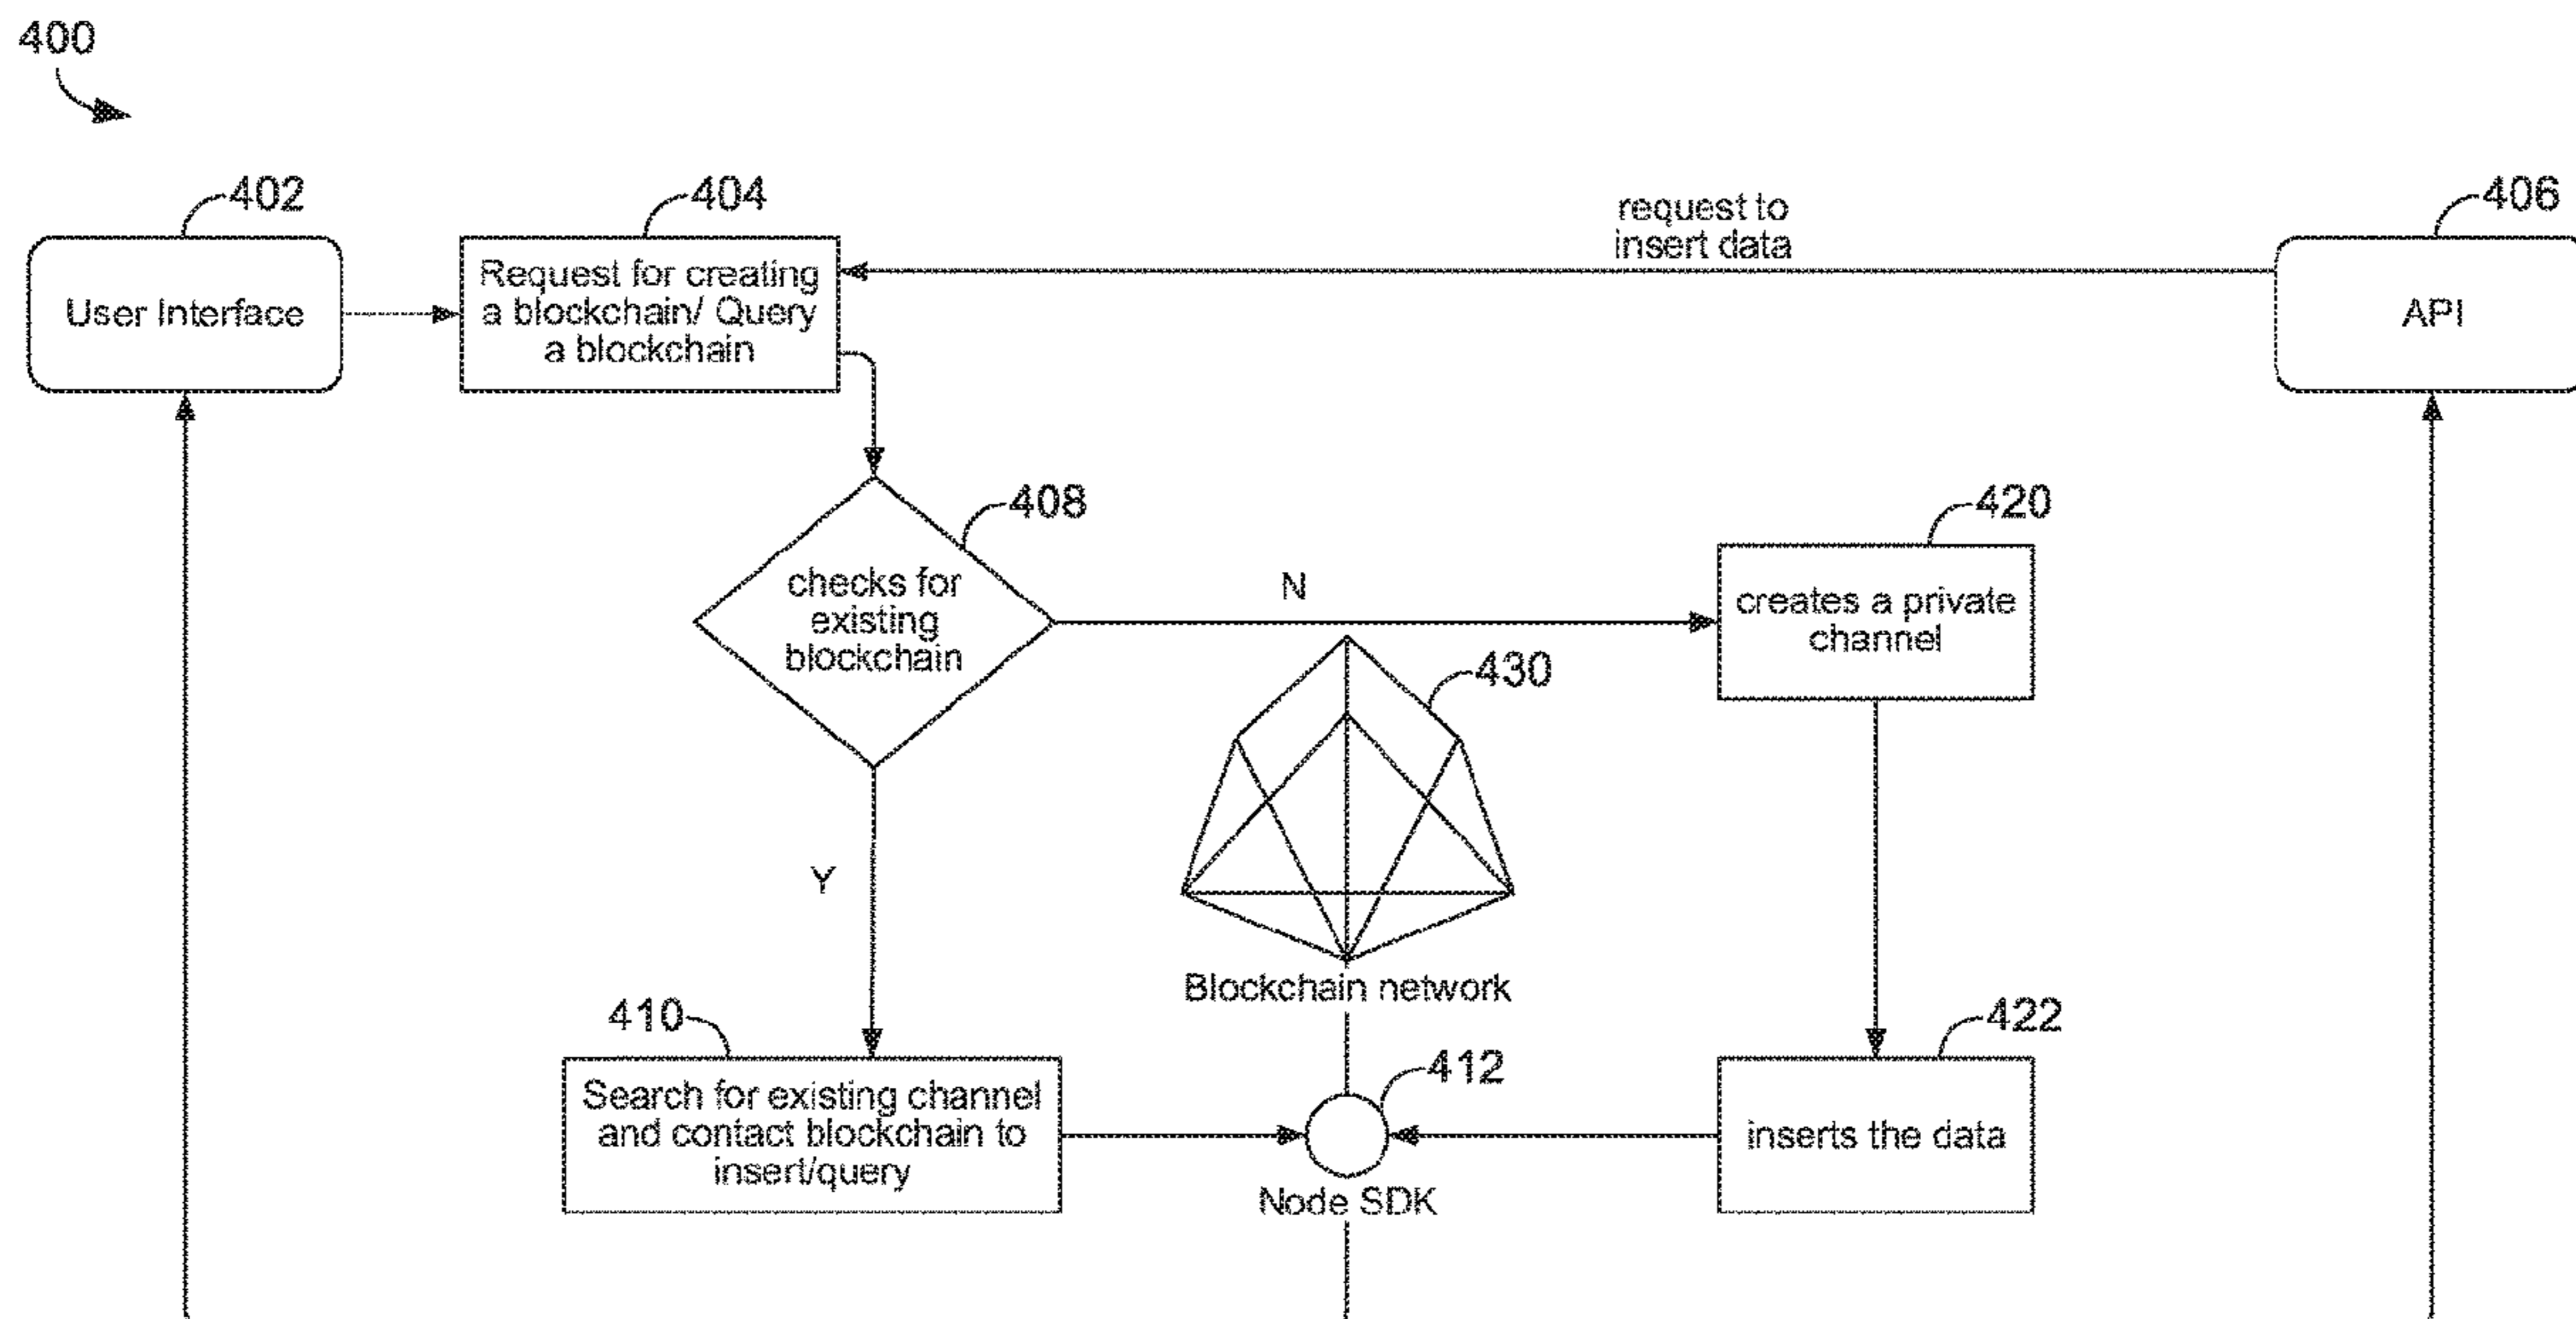 400
402
404
406
User Interface
Request for creating
a blockchain/ Query
a blockchain
request to
insert data
API
408
checks for
existing
blockchain
N
420
creates a private
channel
430
Y
Blockchain network
410
Search for existing channel
and contact blockchain to
insert/query
412
Node SDK
422
inserts the data